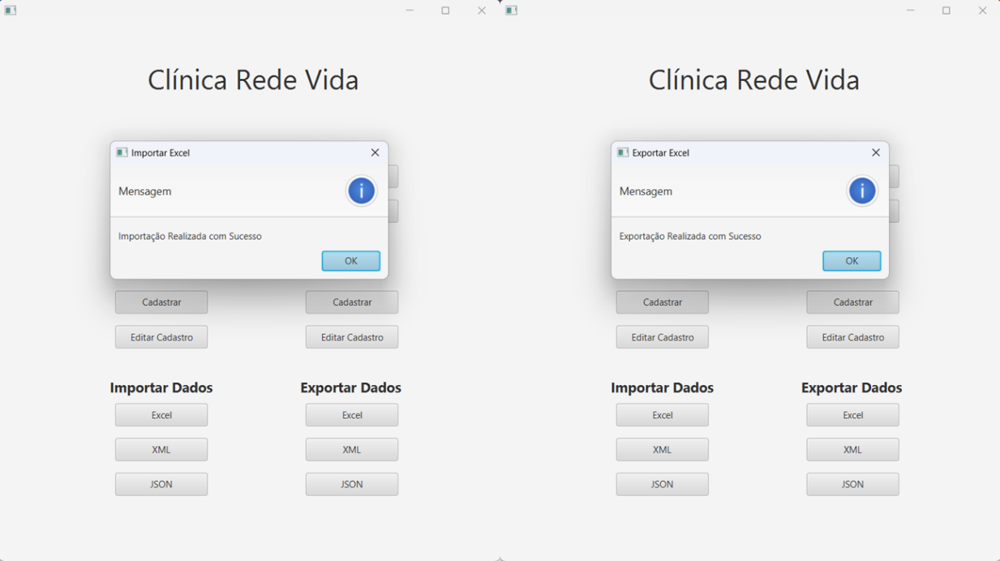 Clínica Rede Vida
Importar Excel
Mensagem
Importação Realizada com Sucesso
OK
Cadastrar
Cadastrar
Editar Cadastro
Editar Cadastro
Importar Dados
Exportar Dados
Excel
Excel
XML
XML
JSON
JSON
Clínica Rede Vida
Exportar Excel
Mensagem
Exportação Realizada com Sucesso
OK
Cadastrar
Cadastrar
Editar Cadastro
Editar Cadastro
Importar Dados
Exportar Dados
Excel
Excel
XML
XML
JSON
JSON